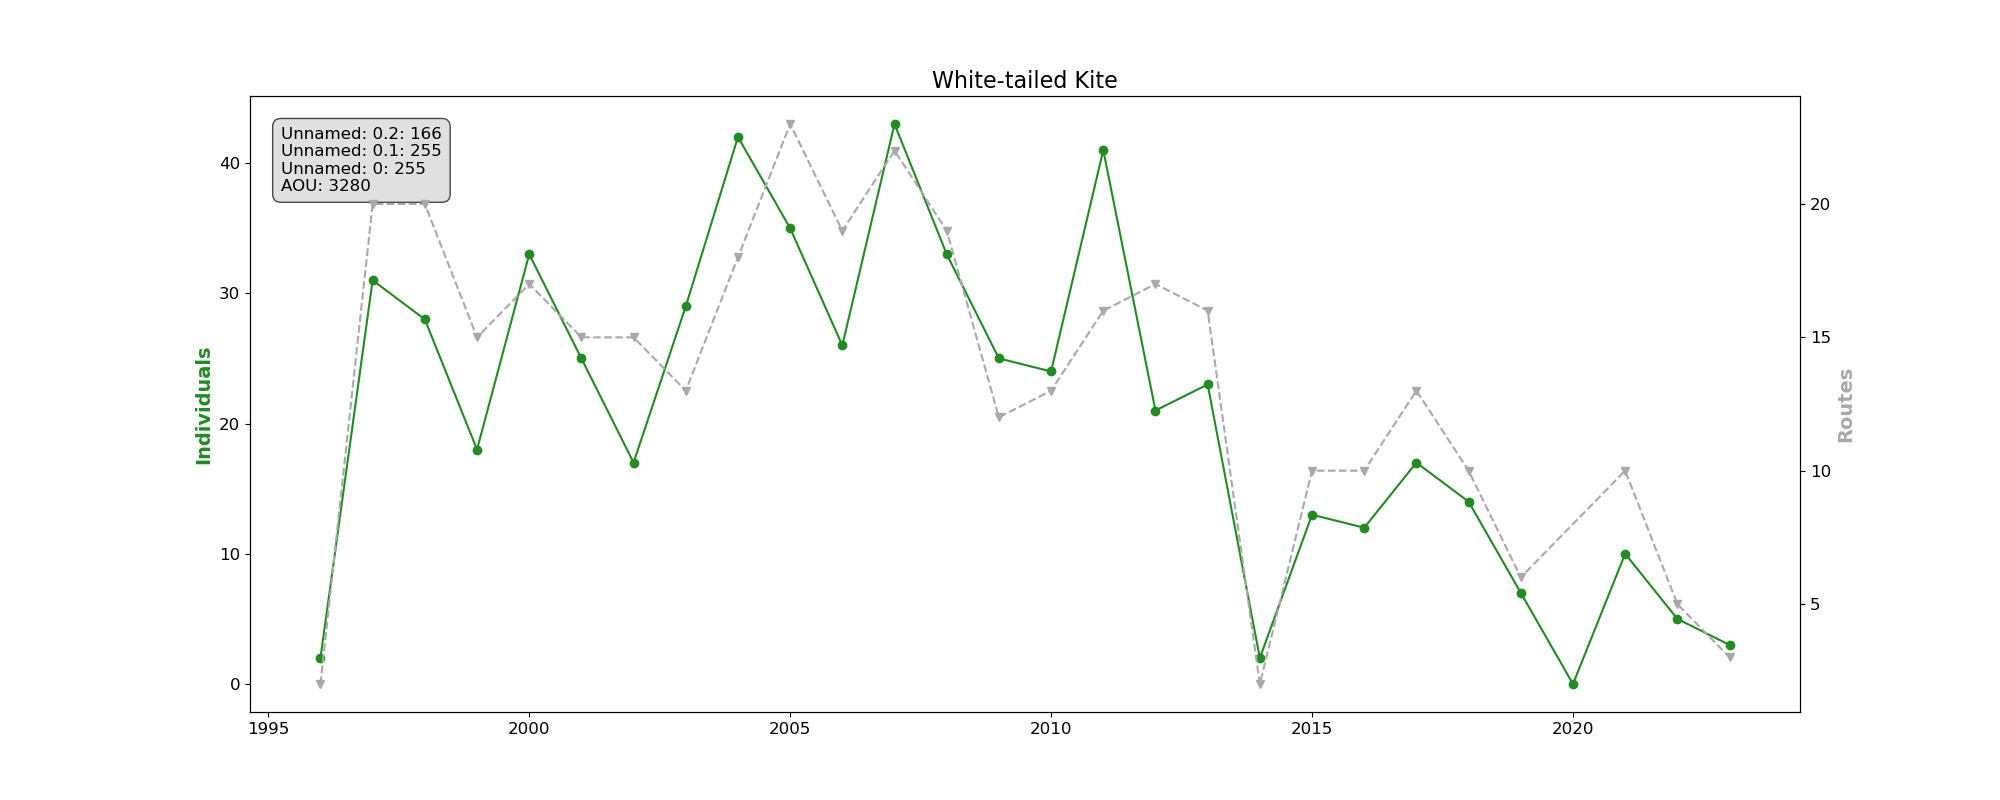 White-tailed Kite
Unnamed: 0.2: 166
Unnamed: 0.1: 255
Unnamed: 0: 255
AOU: 3280
Individuals
40
30
20
10
0
Routes
20
15
10
5
1995
2000
2005
2010
2015
2020